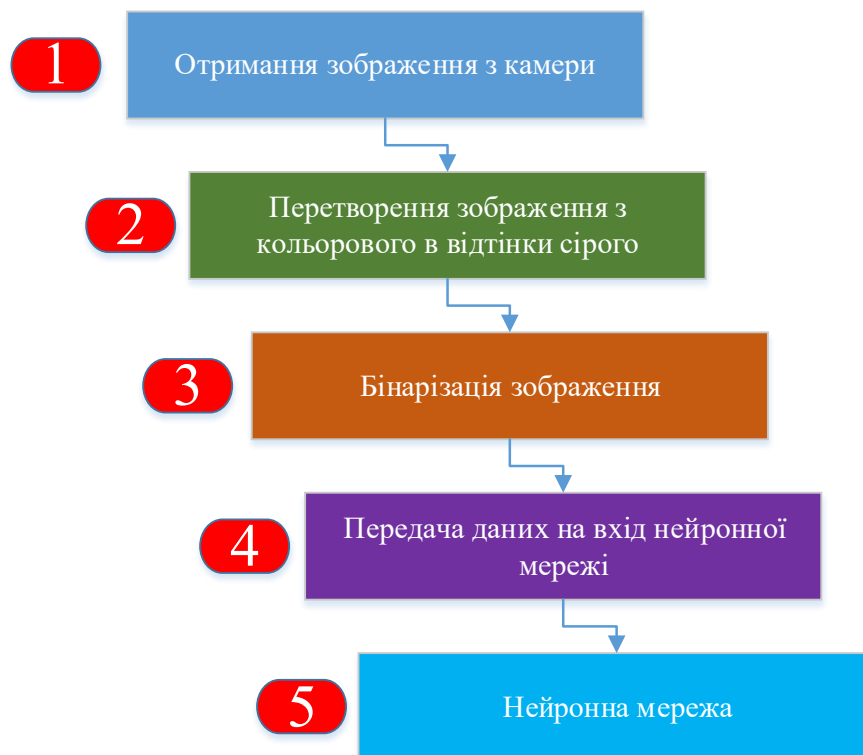 1
Отримання зображення з камери
2
Перетворення зображення з
кольорового в відтінки сірого
3
Бінарізація зображення
4
Передача даних на вхід нейронної
мережі
5
Нейронна мережа